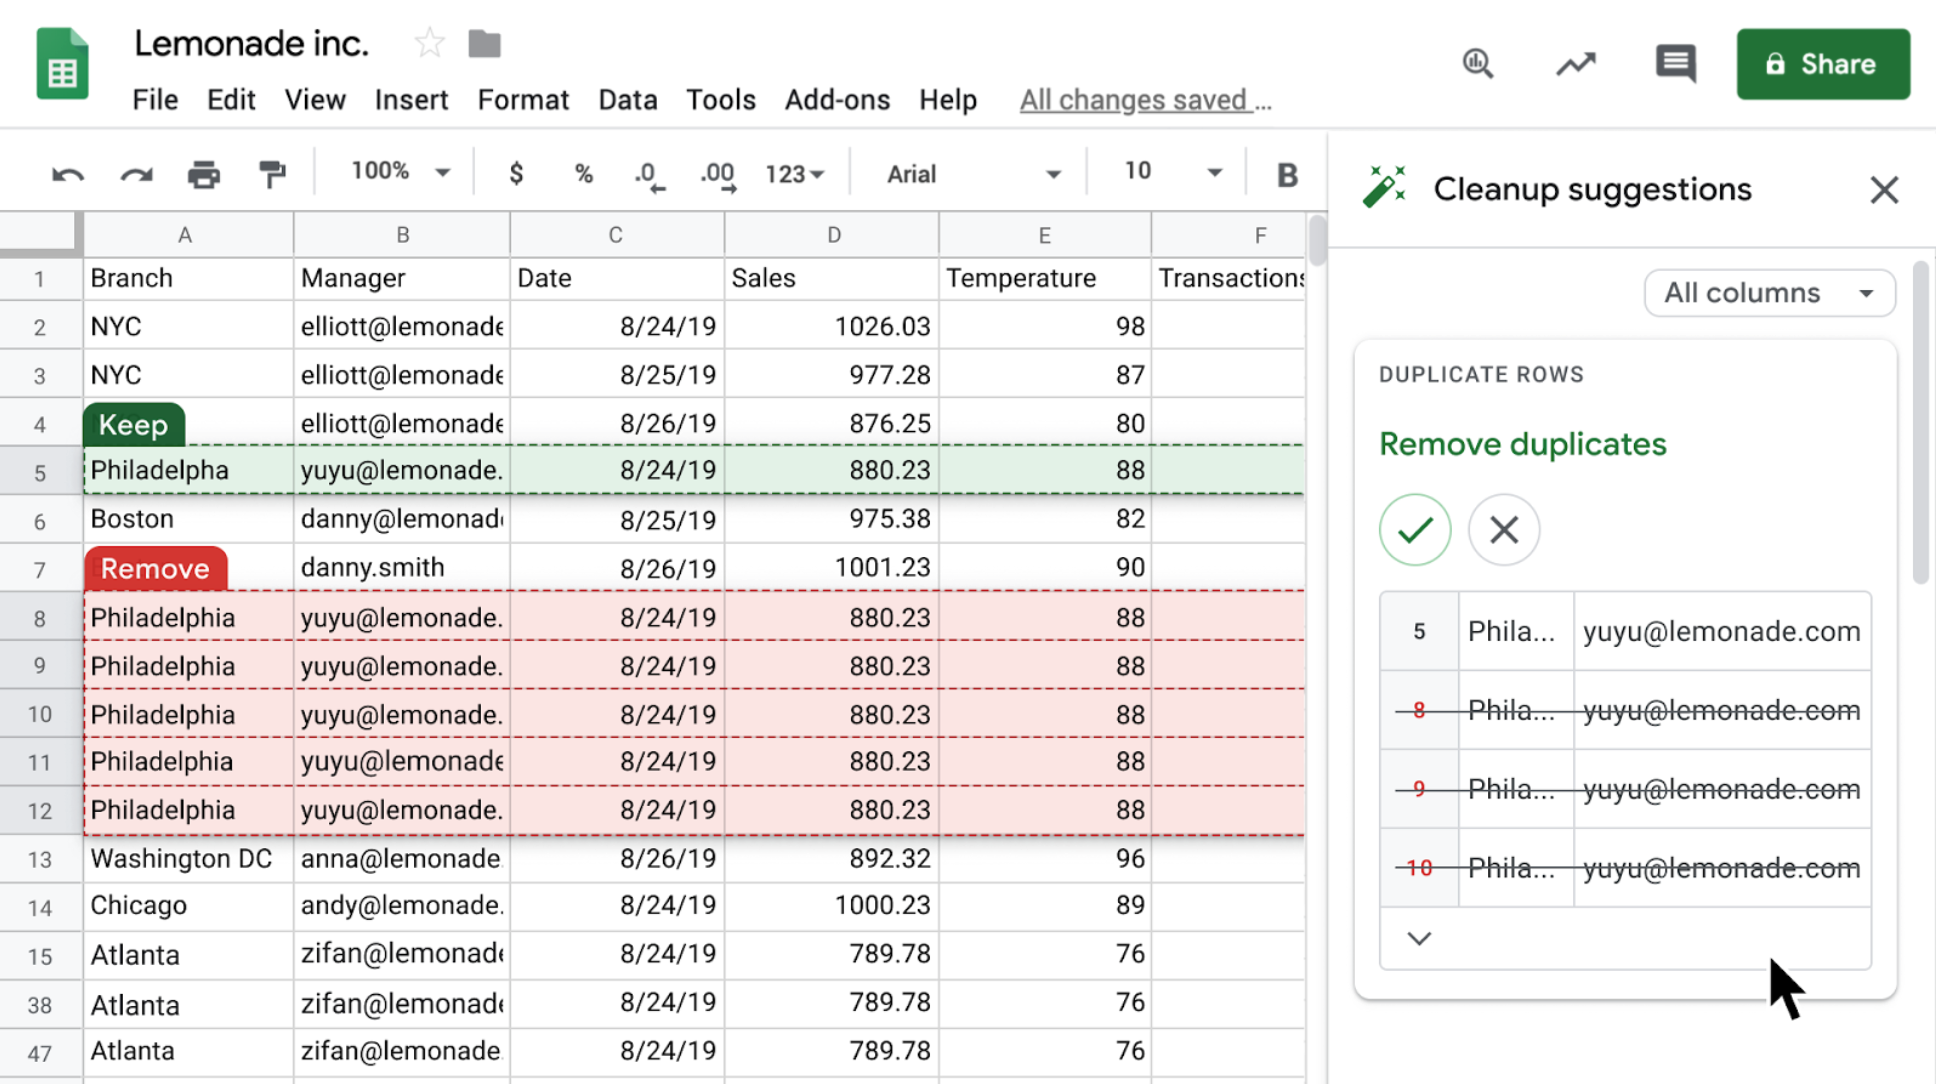 Lemonade inc.
File Edit View Insert Format Data Tools Add-ons Help All changes saved ...
Share
100% $ % .0 .00 123 Arial 10 B
Cleanup suggestions
A B C D E F
All columns
1 Branch Manager Date Sales Temperature Transactions
2 NYC elliott@lemonade 8/24/19 1026.03 98
3 NYC elliott@lemonade 8/25/19 977.28 87
4 Keep elliott@lemonade 8/26/19 876.25 80
5 Philadelpha yuyu@lemonade. 8/24/19 880.23 88
6 Boston danny@lemonad 8/25/19 975.38 82
7 Remove danny.smith 8/26/19 1001.23 90
8 Philadelphia yuyu@lemonade. 8/24/19 880.23 88
9 Philadelphia yuyu@lemonade. 8/24/19 880.23 88
10 Philadelphia yuyu@lemonade. 8/24/19 880.23 88
11 Philadelphia yuyu@lemonade 8/24/19 880.23 88
12 Philadelphia yuyu@lemonade. 8/24/19 880.23 88
13 Washington DC anna@lemonade 8/26/19 892.32 96
14 Chicago andy@lemonade. 8/24/19 1000.23 89
15 Atlanta zifan@lemonade 8/24/19 789.78 76
38 Atlanta zifan@lemonade 8/24/19 789.78 76
47 Atlanta zifan@lemonade 8/24/19 789.78 76
DUPLICATE ROWS
Remove duplicates
5 Phila... yuyu@lemonade.com
8 Phila... yuyu@lemonade.com
9 Phila... yuyu@lemonade.com
10 Phila... yuyu@lemonade.com